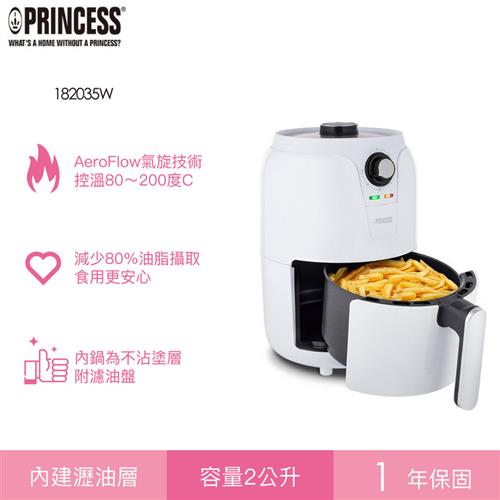 PRINCESS®
WHAT'S A HOME WITHOUT A PRINCESS?
182035W
AeroFlow氣旋技術
控溫80～200度C
減少80%油脂攝取
食用更安心
內鍋為不沾塗層
附濾油盤
PRINCESS
內建瀝油層
容量2公升
1 年保固